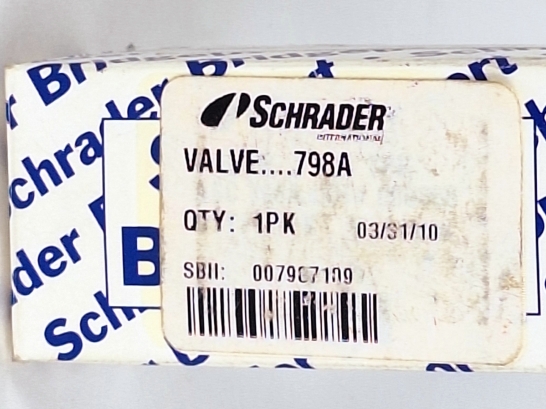 SCHRADER
INTERNATIONAL
VALVE....798A
QTY: 1PK 03/31/10
SBII:
Schrader